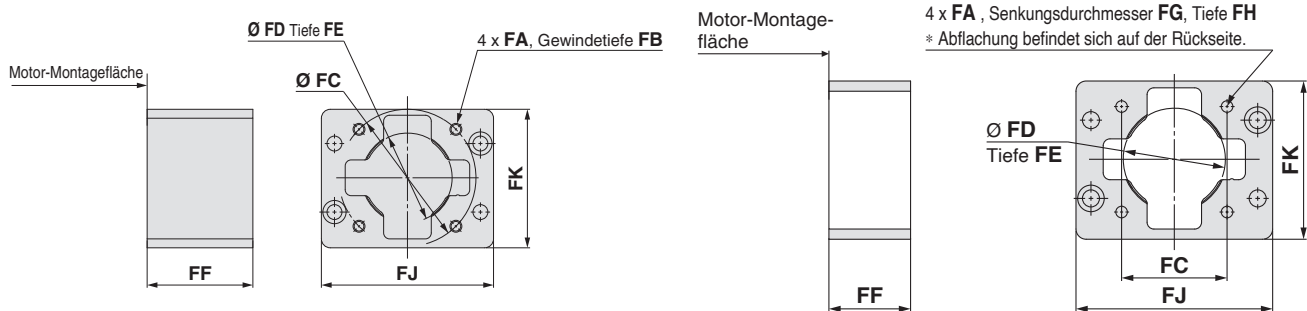 Ø FD Tiefe FE
4 x FA, Gewindetiefe FB
Motor-Montagefläche
Ø FC
FK
FF
FJ
Motor-Montage-
fläche
4 x FA , Senkungsdurchmesser FG, Tiefe FH
* Abflachung befindet sich auf der Rückseite.
Ø FD
Tiefe FE
FK
FC
FF
FJ